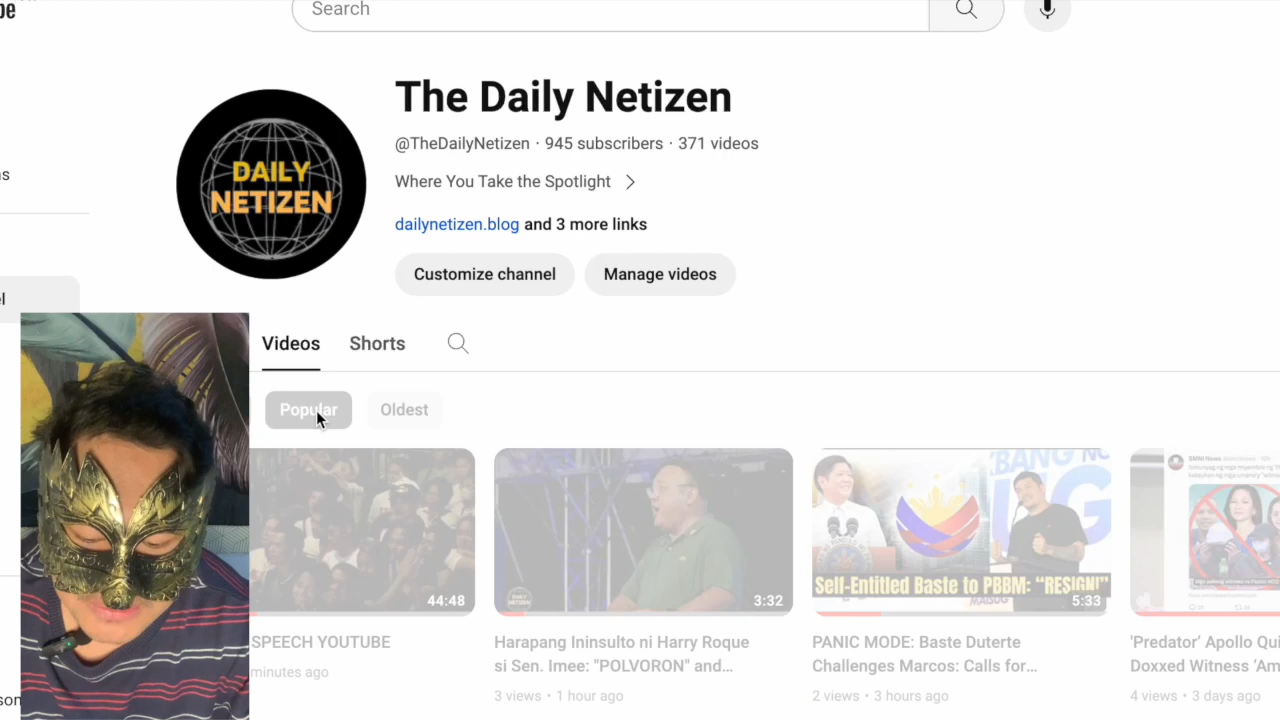 Search
The Daily Netizen
@TheDailyNetizen · 945 subscribers · 371 videos
Where You Take the Spotlight
dailynetizen.blog and 3 more links
DAILY
NETIZEN
Customize channel
Manage videos
Videos
Shorts
Popular
Oldest
44:48
3:32
Self-Entitled Baste to PBBM: “RESIGN!”
5:33
SMNI News
SPEECH YOUTUBE
minutes ago
Harapang Ininsulto ni Harry Roque
si Sen. Imee: "POLVORON" and...
3 views • 1 hour ago
PANIC MODE: Baste Duterte
Challenges Marcos: Calls for...
2 views • 3 hours ago
'Predator' Apollo Qui
Doxxed Witness 'Am
4 views • 3 days ago